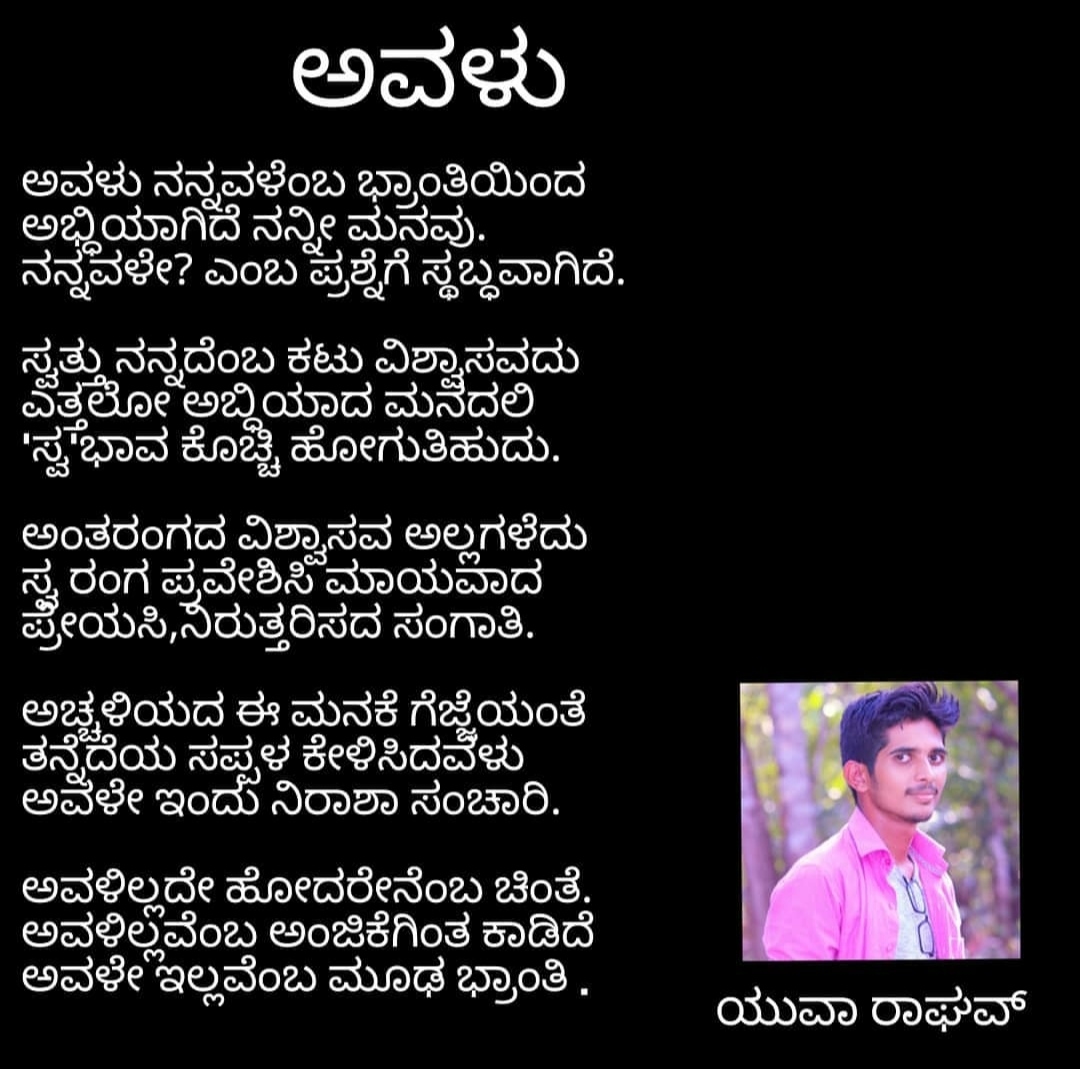 ಅವಳು
ಅವಳು ನನ್ನವಳೆಂಬ ಭ್ರಾಂತಿಯಿಂದ
ಅಭ್ಧಿಯಾಗಿದೆ ನನ್ನೀ ಮನವು.
ನನ್ನವಳೇ? ಎಂಬ ಪ್ರಶ್ನೆಗೆ ಸ್ಥಬ್ಧವಾಗಿದೆ.
ಸ್ವತ್ತು ನನ್ನದೆಂಬ ಕಟು ವಿಶ್ವಾಸವದು
ಎತ್ತಲೋ ಅಬ್ಧಿಯಾದ ಮನದಲಿ
'ಸ್ವ'ಭಾವ ಕೊಚ್ಚಿ ಹೋಗುತಿಹುದು.
ಅಂತರಂಗದ ವಿಶ್ವಾಸವ ಅಲ್ಲಗಳೆದು
ಸ್ವ ರಂಗ ಪ್ರವೇಶಿಸಿ ಮಾಯವಾದ
ಪ್ರೇಯಸಿ,ನಿರುತ್ತರಿಸದ ಸಂಗಾತಿ.
ಅಚ್ಚಳಿಯದ ಈ ಮನಕೆ ಗೆಜ್ಜೆಯಂತೆ
ತನ್ನೆದೆಯ ಸಪ್ಪಳ ಕೇಳಿಸಿದವಳು
ಅವಳೇ ಇಂದು ನಿರಾಶಾ ಸಂಚಾರಿ.
ಅವಳಿಲ್ಲದೇ ಹೋದರೇನೆಂಬ ಚಿಂತೆ.
ಅವಳಿಲ್ಲವೆಂಬ ಅಂಜಿಕೆಗಿಂತ ಕಾಡಿದೆ
ಅವಳೇ ಇಲ್ಲವೆಂಬ ಮೂಢ ಭ್ರಾಂತಿ .
ಯುವಾ ರಾಘವ್